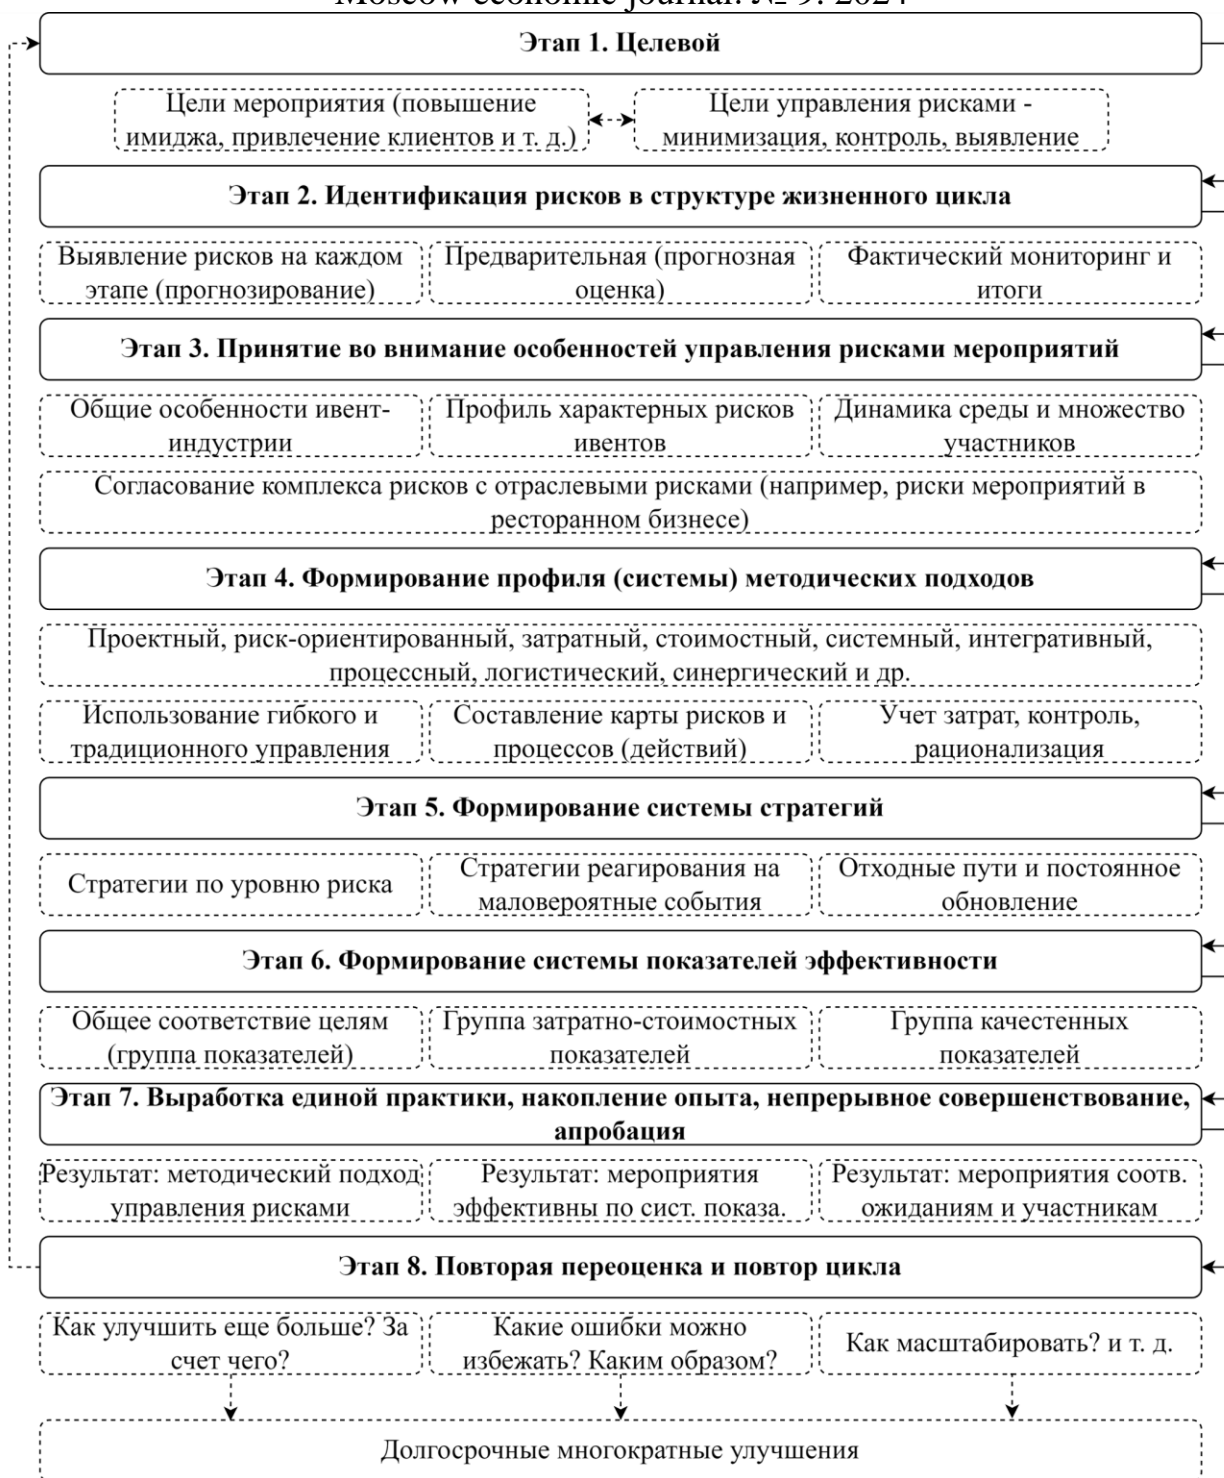 Moscow economic journal. № 9. 2024
Этап 1. Целевой
Цели мероприятия (повышение
имиджа, привлечение клиентов и т. д.)
Цели управления рисками -
минимизация, контроль, выявление
Этап 2. Идентификация рисков в структуре жизненного цикла
Выявление рисков на каждом
этапе (прогнозирование)
Предварительная (прогнозная
оценка)
Фактический мониторинг и
итоги
Этап 3. Принятие во внимание особенностей управления рисками мероприятий
Общие особенности ивент-
индустрии
Профиль характерных рисков
ивентов
Динамика среды и множество
участников
Согласование комплекса рисков с отраслевыми рисками (например, риски мероприятий в
ресторанном бизнесе)
Этап 4. Формирование профиля (системы) методических подходов
Проектный, риск-ориентированный, затратный, стоимостный, системный, интегративный,
процессный, логистический, синергический и др.
Использование гибкого и
традиционного управления
Составление карты рисков и
процессов (действий)
Учет затрат, контроль,
рационализация
Этап 5. Формирование системы стратегий
Стратегии по уровню риска
Стратегии реагирования на
маловероятные события
Отходные пути и постоянное
обновление
Этап 6. Формирование системы показателей эффективности
Общее соответствие целям
(группа показателей)
Группа затратно-стоимостных
показателей
Группа качестенных
показателей
Этап 7. Выработка единой практики, накопление опыта, непрерывное совершенствование,
апробация
Результат: методический подход
управления рисками
Результат: мероприятия
эффективны по сист. показа.
Результат: мероприятия соотв.
ожиданиям и участникам
Этап 8. Повторая переоценка и повтор цикла
Как улучшить еще больше? За
счет чего?
Какие ошибки можно
избежать? Каким образом?
Как масштабировать? и т. д.
Долгосрочные многократные улучшения